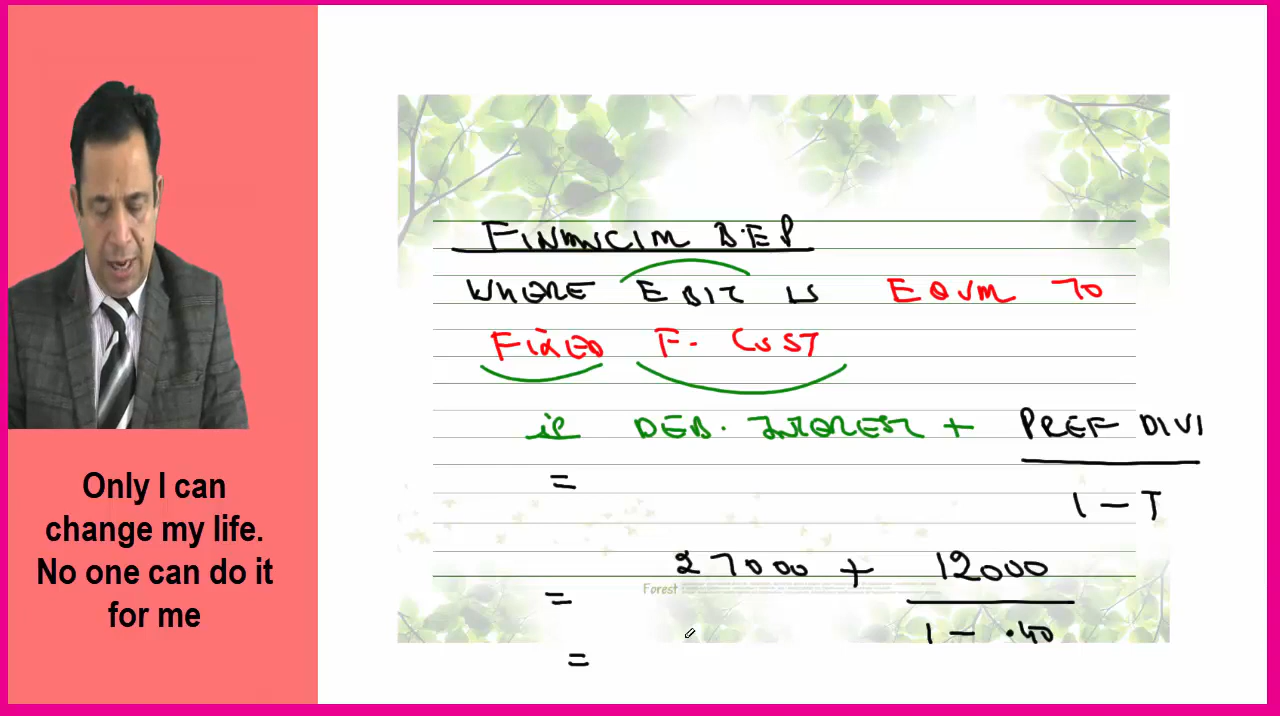 Only I can
change my life.
No one can do it
for me
FINANCIAL B.E.P
WHERE EBIT IS EQUAL TO
FIXED F. COST
ie DEB. INTEREST + PREF DIVI
=
1 - T
27000 + 12000
Forest
=
1 - .40
=